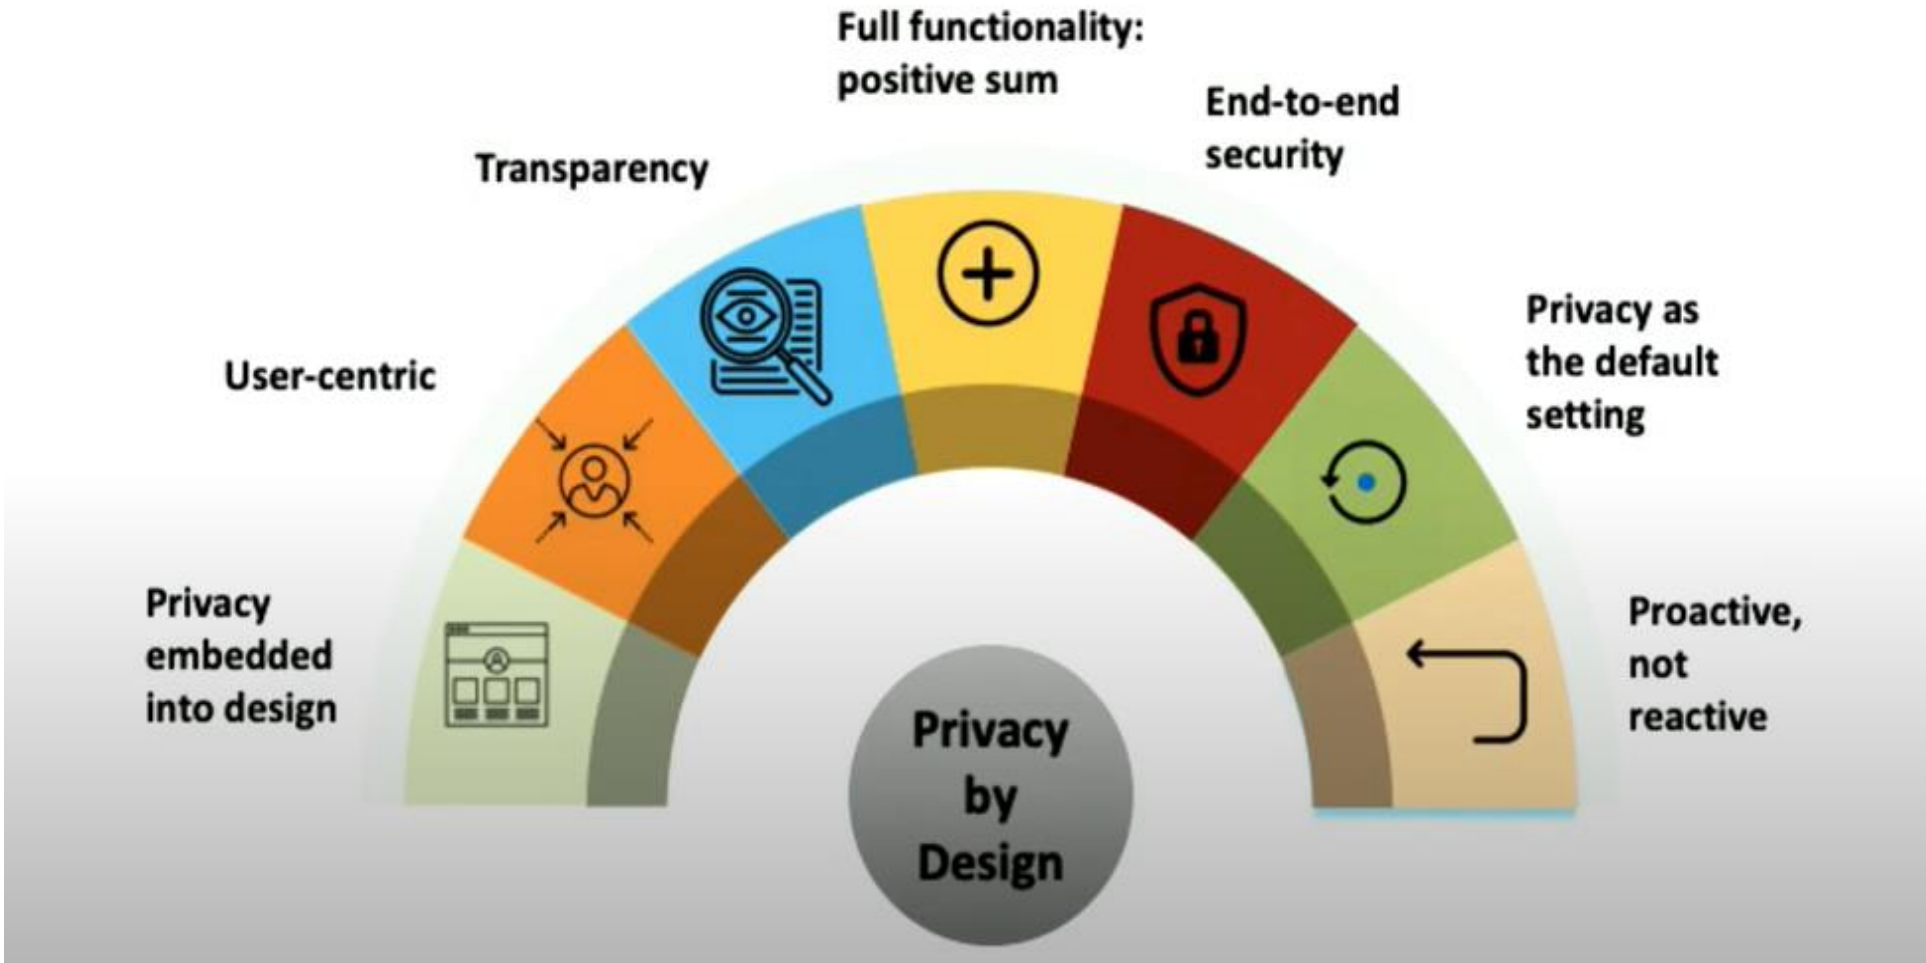 Full functionality:
positive sum
End-to-end
security
Transparency
Privacy as
the default
setting
User-centric
Privacy
embedded
into design
Proactive,
not
reactive
Privacy
by
Design